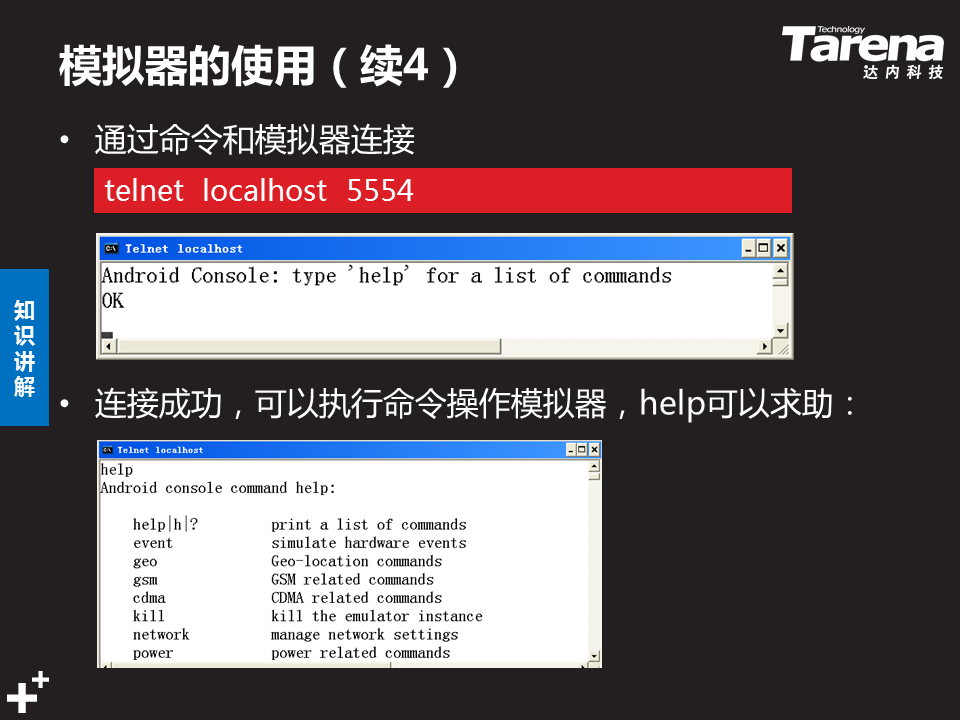 模拟器的使用（续4）
Technology
Tarena
达内科技
• 通过命令和模拟器连接
telnet localhost 5554
Telnet localhost
Android Console: type 'help' for a list of commands
OK
知识讲解
• 连接成功，可以执行命令操作模拟器，help可以求助：
Telnet localhost
help
Android console command help:
help|h|? print a list of commands
event simulate hardware events
geo Geo-location commands
gsm GSM related commands
cdma CDMA related commands
kill kill the emulator instance
network manage network settings
power power related commands